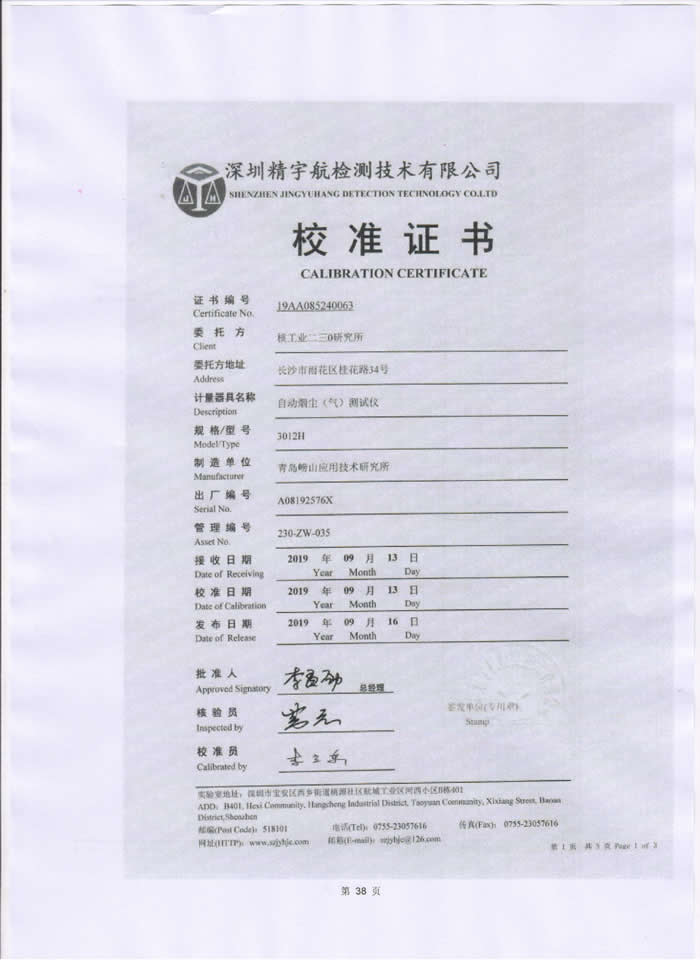 深圳精宇航检测技术有限公司
SHENZHEN JINGYUHANG DETECTION TECHNOLOGY CO.LTD
JH
校准证书
CALIBRATION CERTIFICATE
证书编号 19AA085240063
Certificate No.
委托方 核工业二三0研究所
Client
委托方地址 长沙市雨花区桂花路34号
Address
计量器具名称 自动烟尘（气）测试仪
Description
规格/型号 3012H
Model/Type
制造单位 青岛崂山应用技术研究所
Manufacturer
出厂编号 A08192576X
Serial No.
管理编号 230-ZW-035
Asset No.
接收日期 2019 年 09 月 13 日
Date of Receiving Year Month Day
校准日期 2019 年 09 月 13 日
Date of Calibration Year Month Day
发布日期 2019 年 09 月 16 日
Date of Release Year Month Day
批准人 总经理
Approved Signatory
核验员 签发单位(专用章)
Inspected by Stamp
校准员
Calibrated by
实验室地址：深圳市宝安区西乡街道桃源社区航城工业区河西小区B栋401
ADD：B401, Hexi Community, Hangcheng Industrial District, Taoyuan Community, Xixiang Street, Baoan
District,Shenzhen
邮编(Post Code)：518101 电话(Tel)：0755-23057616 传真(Fax)：0755-23057616
网址(HTTP)：www.szjyhjc.com 邮箱(E-mail)：szjyhjc@126.com
第 1 页 共 3 页 Page 1 of 3
第 38 页